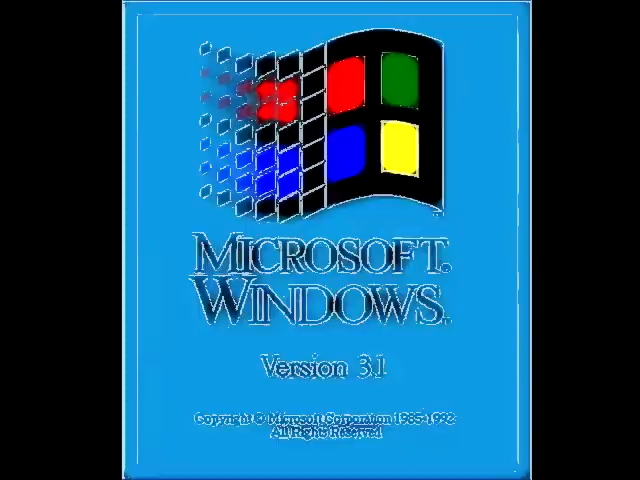 MICROSOFT.
WINDOWS.
Version 3.1
Copyright © Microsoft Corporation 1985-1992
All Rights Reserved